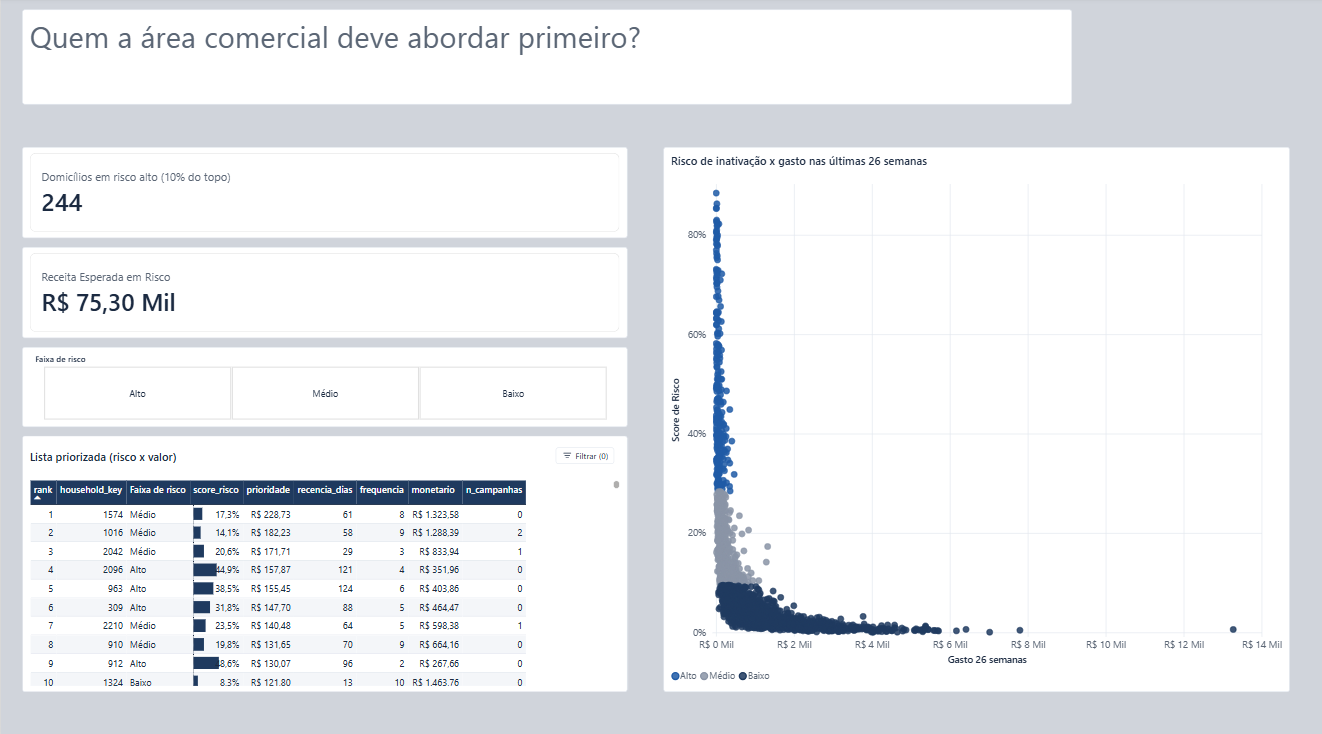 Quem a área comercial deve abordar primeiro?
Domicílios em risco alto (10% do topo)
244
Receita Esperada em Risco
R$ 75,30 Mil
Faixa de risco
Alto Médio Baixo
Lista priorizada (risco x valor)
Filtrar (0)
rank household_key Faixa de risco score_risco prioridade recencia_dias frequencia monetario n_campanhas
1 1574 Médio 17,3% R$ 228,73 61 8 R$ 1.323,58 0
2 1016 Médio 14,1% R$ 182,23 58 9 R$ 1.288,39 2
3 2042 Médio 20,6% R$ 171,71 29 3 R$ 833,94 1
4 2096 Alto 44,9% R$ 157,87 121 4 R$ 351,96 0
5 963 Alto 38,5% R$ 155,45 124 6 R$ 403,86 0
6 309 Alto 31,8% R$ 147,70 88 5 R$ 464,47 0
7 2210 Médio 23,5% R$ 140,48 64 5 R$ 598,38 1
8 910 Médio 19,8% R$ 131,65 70 9 R$ 664,16 0
9 912 Alto 48,6% R$ 130,07 96 2 R$ 267,66 0
10 1324 Baixo 8,3% R$ 121,80 13 10 R$ 1.463,76 0
Risco de inativação x gasto nas últimas 26 semanas
Score de Risco
80%
60%
40%
20%
0%
R$ 0 Mil R$ 2 Mil R$ 4 Mil R$ 6 Mil R$ 8 Mil R$ 10 Mil R$ 12 Mil R$ 14 Mil
Gasto 26 semanas
Alto Médio Baixo